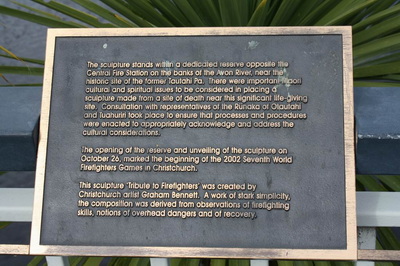 The sculpture stands within a dedicated reserve opposite the
Central Fire Station on the banks of the Avon River, near the
historic site of the former Tautahi Pa. There were important Maori
cultural and spiritual issues to be considered in placing a
sculpture made from a site of death near this significant life-giving
site. Consultation with representatives of the Runaka of Otautahi
and Tuahuriri took place to ensure that processes and procedures
were enacted to appropriately acknowledge and address the
cultural considerations.
The opening of the reserve and unveiling of the sculpture on
October 26, marked the beginning of the 2002 Seventh World
Firefighters Games in Christchurch.
This sculpture 'Tribute to Firefighters' was created by
Christchurch artist Graham Bennett. A work of stark simplicity,
the composition was derived from observations of firefighting
skills, notions of overhead dangers and of recovery.